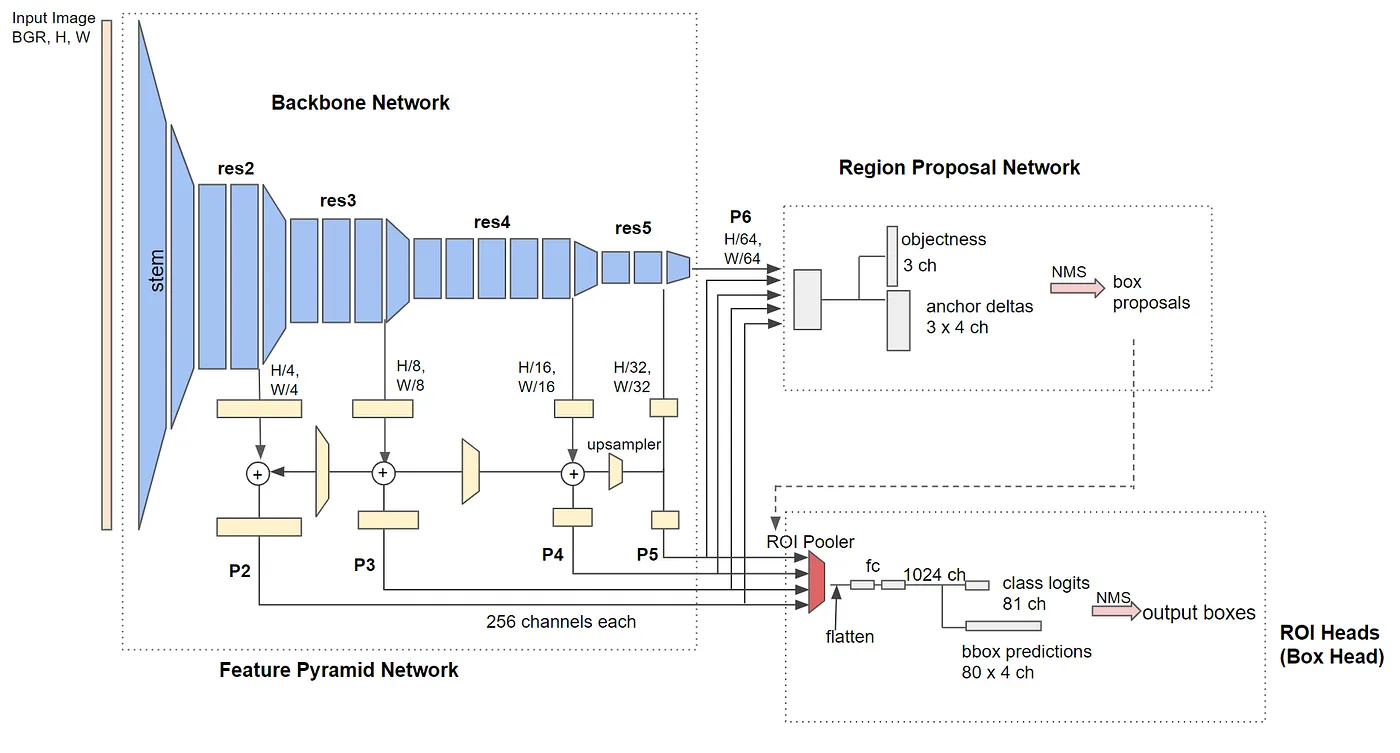 Input Image
BGR, H, W
Backbone Network
res2
res3
res4
res5
stem
H/4,
W/4
H/8,
W/8
H/16,
W/16
H/32,
W/32
upsampler
+
+
+
P2
P3
P4
P5
256 channels each
Feature Pyramid Network
P6
H/64,
W/64
Region Proposal Network
objectness
3 ch
anchor deltas
3 x 4 ch
NMS
box
proposals
ROI Pooler
fc
1024 ch
flatten
class logits
81 ch
bbox predictions
80 x 4 ch
NMS
output boxes
ROI Heads
(Box Head)